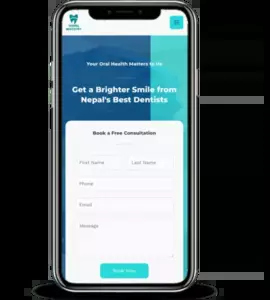 Your Oral Health Matters to Us
Get a Brighter Smile from
Nepal's Best Dentists
Book a Free Consultation
First Name
Last Name
Phone
Email
Message
Book Now